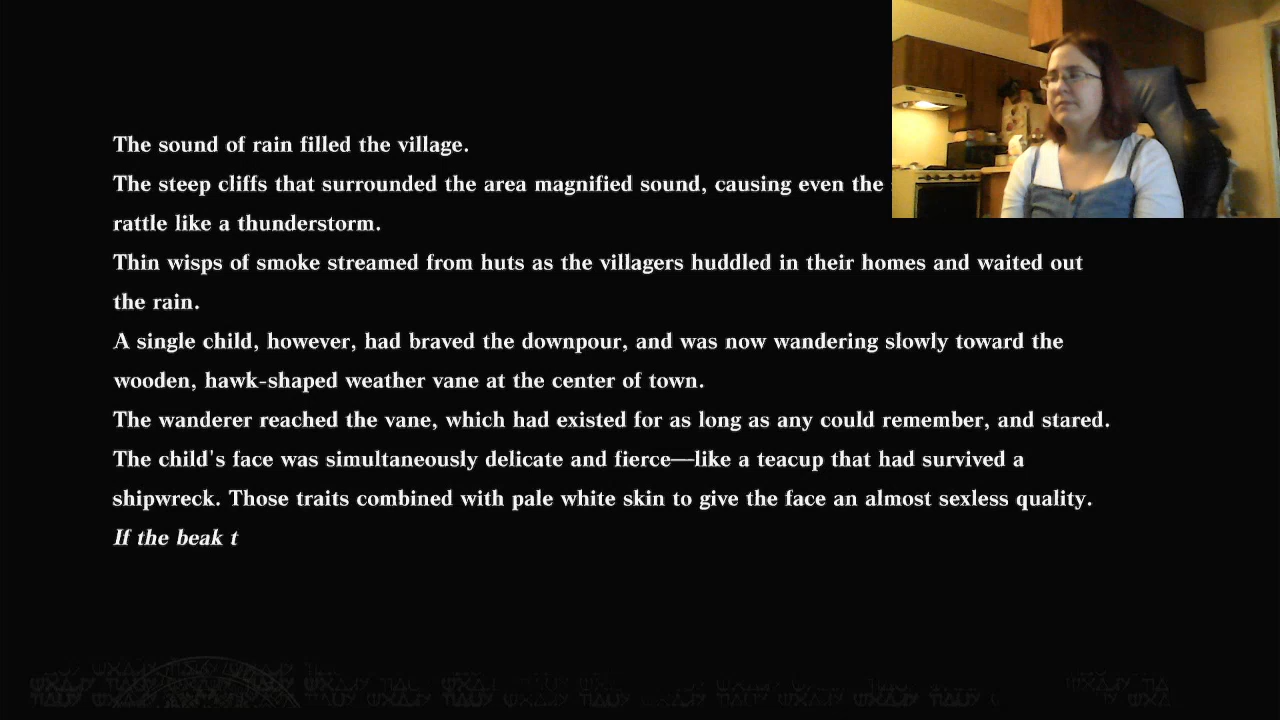 The sound of rain filled the village.
The steep cliffs that surrounded the area magnified sound, causing even the
rattle like a thunderstorm.
Thin wisps of smoke streamed from huts as the villagers huddled in their homes and waited out
the rain.
A single child, however, had braved the downpour, and was now wandering slowly toward the
wooden, hawk-shaped weather vane at the center of town.
The wanderer reached the vane, which had existed for as long as any could remember, and stared.
The child's face was simultaneously delicate and fierce—like a teacup that had survived a
shipwreck. Those traits combined with pale white skin to give the face an almost sexless quality.
If the beak t